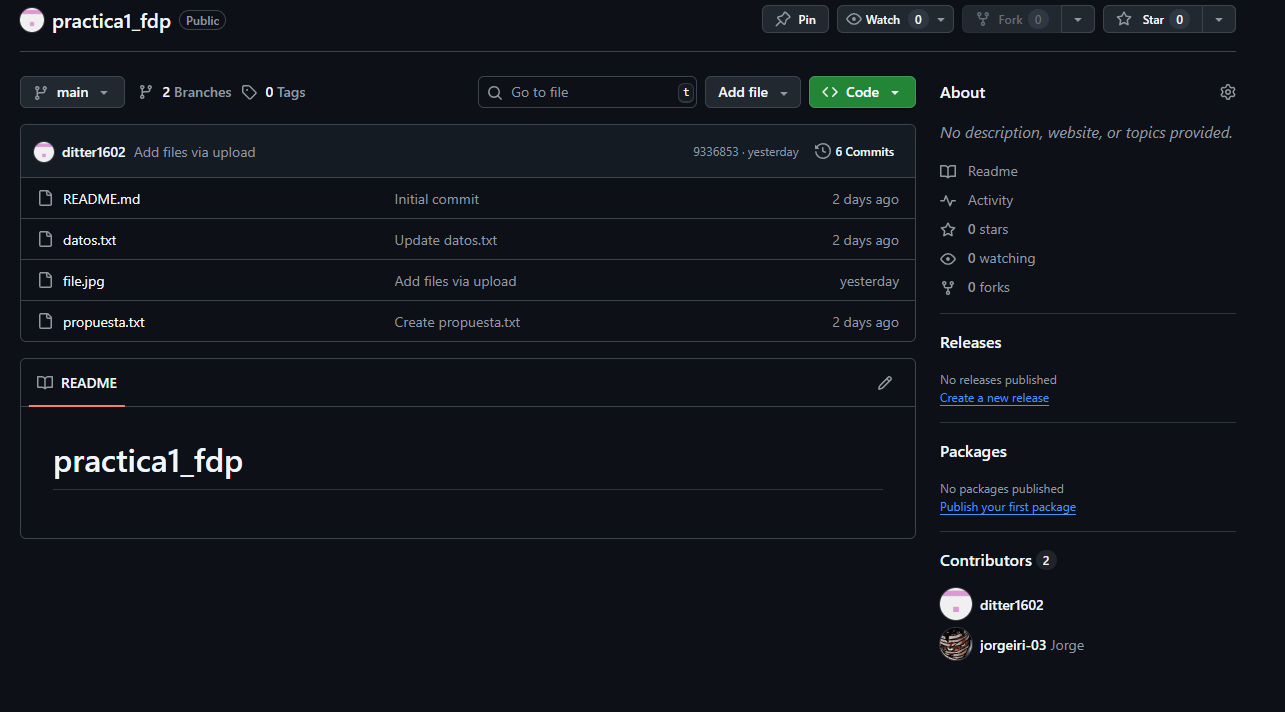 practica1_fdp Public Pin Watch 0 Fork 0 Star 0
main 2 Branches 0 Tags Go to file t Add file Code
ditter1602 Add files via upload 9336853 · yesterday 6 Commits
README.md Initial commit 2 days ago
datos.txt Update datos.txt 2 days ago
file.jpg Add files via upload yesterday
propuesta.txt Create propuesta.txt 2 days ago
README
practica1_fdp
About
No description, website, or topics provided.
Readme
Activity
0 stars
0 watching
0 forks
Releases
No releases published
Create a new release
Packages
No packages published
Publish your first package
Contributors 2
ditter1602
jorgeiri-03 Jorge